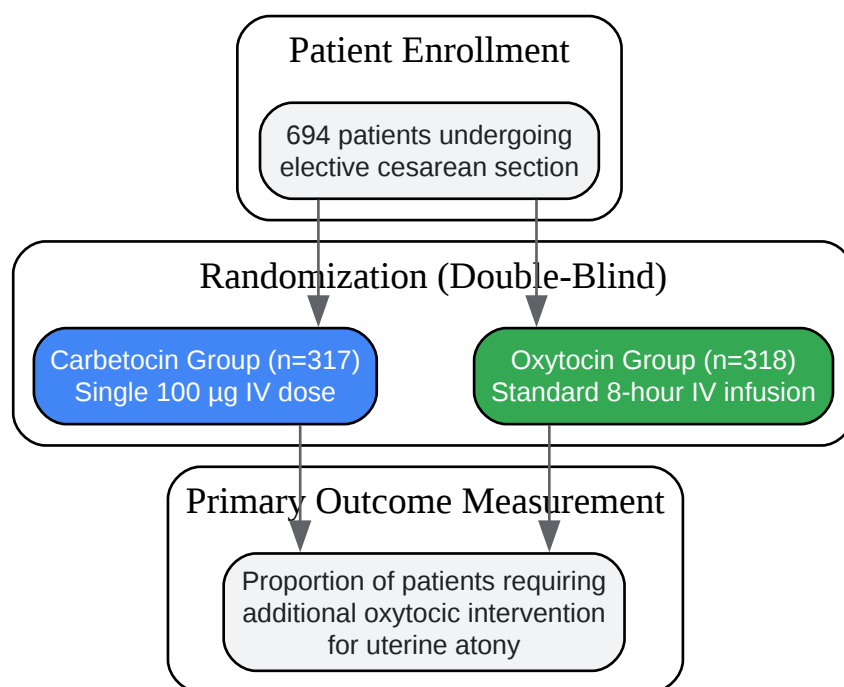 Patient Enrollment
694 patients undergoing
elective cesarean section
Randomization (Double-Blind)
Carbetocin Group (n=317)
Single 100 µg IV dose
Oxytocin Group (n=318)
Standard 8-hour IV infusion
Primary Outcome Measurement
Proportion of patients requiring
additional oxytocic intervention
for uterine atony